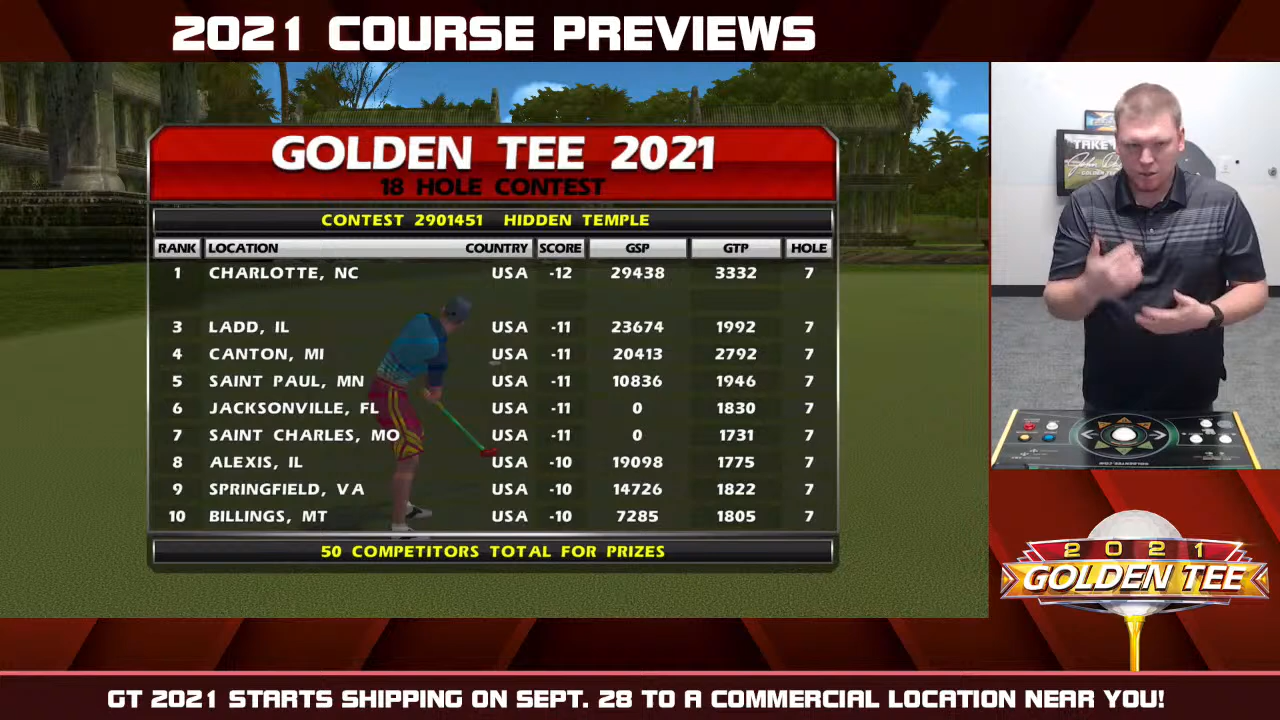 2021 COURSE PREVIEWS
GOLDEN TEE 2021
18 HOLE CONTEST
CONTEST 2901451 HIDDEN TEMPLE
RANK LOCATION COUNTRY SCORE GSP GTP HOLE
1 CHARLOTTE, NC USA -12 29438 3332 7
3 LADD, IL USA -11 23674 1992 7
4 CANTON, MI USA -11 20413 2792 7
5 SAINT PAUL, MN USA -11 10836 1946 7
6 JACKSONVILLE, FL USA -11 0 1830 7
7 SAINT CHARLES, MO USA -11 0 1731 7
8 ALEXIS, IL USA -10 19098 1775 7
9 SPRINGFIELD, VA USA -10 14726 1822 7
10 BILLINGS, MT USA -10 7285 1805 7
50 COMPETITORS TOTAL FOR PRIZES
TAKE
John
GOLDEN TEE
2021
GOLDEN TEE
GT 2021 STARTS SHIPPING ON SEPT. 28 TO A COMMERCIAL LOCATION NEAR YOU!